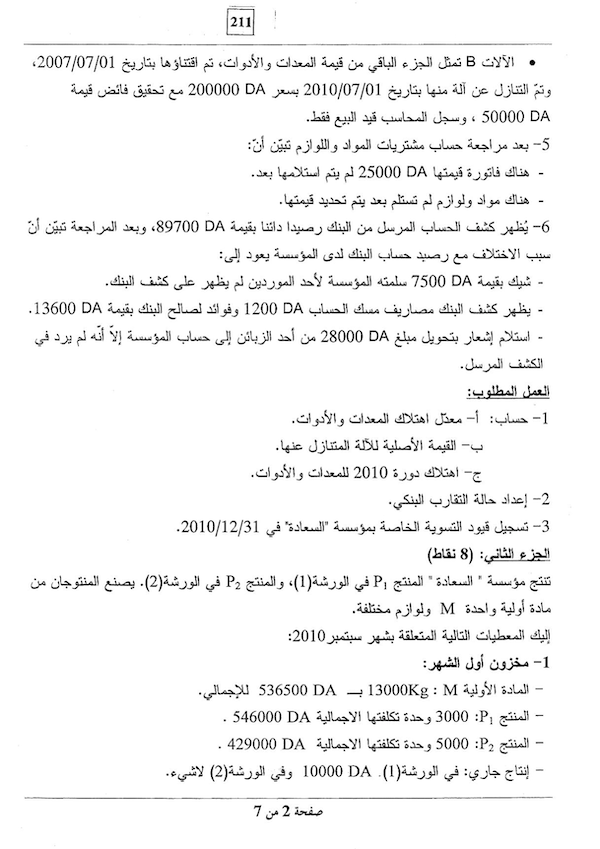 211
• الآلات B تمثل الجزء الباقي من قيمة المعدات والأدوات، تم اقتناؤها بتاريخ 2007/07/01،
وتمّ التنازل عن آلة منها بتاريخ 2010/07/01 بسعر 200000 DA مع تحقيق فائض قيمة
50000 DA ، وسجل المحاسب قيد البيع فقط.
5- بعد مراجعة حساب مشتريات المواد واللوازم تبيّن أنّ:
- هناك فاتورة قيمتها 25000 DA لم يتم استلامها بعد.
- هناك مواد ولوازم لم تستلم بعد يتم تحديد قيمتها.
6- يُظهر كشف الحساب المرسل من البنك رصيدا دائنا بقيمة 89700 DA، وبعد المراجعة تبيّن أنّ
سبب الاختلاف مع رصيد حساب البنك لدى المؤسسة يعود إلى:
- شيك بقيمة 7500 DA سلمته المؤسسة لأحد الموردين لم يظهر على كشف البنك.
- يظهر كشف البنك مصاريف مسك الحساب 1200 DA وفوائد لصالح البنك بقيمة 13600 DA.
- استلام إشعار بتحويل مبلغ 28000 DA من أحد الزبائن إلى حساب المؤسسة إلاّ أنّه لم يرد في
الكشف المرسل.
العمل المطلوب:
1- حساب: أ- معدّل اهتلاك المعدات والأدوات.
ب- القيمة الأصلية للآلة المتنازل عنها.
ج- اهتلاك دورة 2010 للمعدات والأدوات.
2- إعداد حالة التقارب البنكي.
3- تسجيل قيود التسوية الخاصة بمؤسسة "السعادة" في 2010/12/31.
الجزء الثاني: (8 نقاط)
تنتج مؤسسة " السعادة " المنتج P₁ في الورشة(1)، والمنتج P₂ في الورشة(2). يصنع المنتوجان من
مادة أولية واحدة M ولوازم مختلفة.
إليك المعطيات التالية المتعلقة بشهر سبتمبر2010:
1- مخزون أول الشهر:
- المادة الأولية M : 13000Kg بـــ 536500 DA للإجمالي.
- المنتج P₁: 3000 وحدة تكلفتها الاجمالية 546000 DA .
- المنتج P₂: 5000 وحدة تكلفتها الاجمالية 429000 DA .
- إنتاج جاري: في الورشة(1). 10000 DA وفي الورشة(2) لاشيء.
صفحة 2 من 7